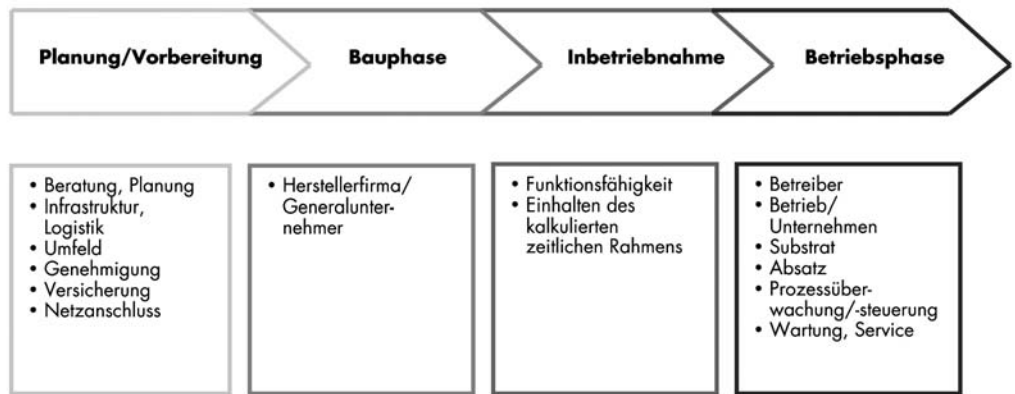 Planung/Vorbereitung
Bauphase
Inbetriebnahme
Betriebsphase
• Beratung, Planung
• Infrastruktur,
Logistik
• Umfeld
• Genehmigung
• Versicherung
• Netzanschluss
• Herstellerfirma/
Generalunter-
nehmer
• Funktionsfähigkeit
• Einhalten des
kalkulierten
zeitlichen Rahmens
• Betreiber
• Betrieb/
Unternehmen
• Substrat
• Absatz
• Prozessüber-
wachung/-steuerung
• Wartung, Service